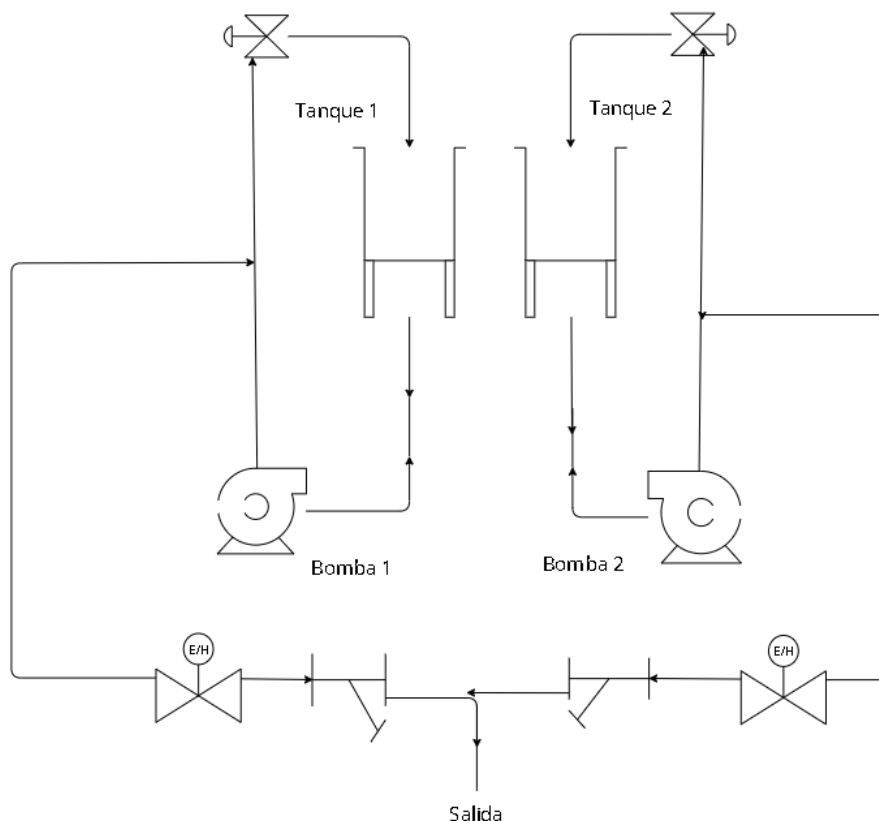 Tanque 1
Tanque 2
Bomba 1
Bomba 2
E/H
E/H
Salida